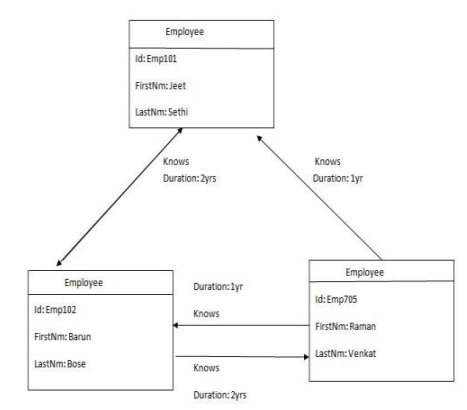 Employee
Id:Emp101
FirstNm:Jeet
LastNm:Sethi
Knows
Duration:2yrs
Knows
Duration:1yr
Employee
Id:Emp102
FirstNm:Barun
LastNm:Bose
Duration:1yr
Knows
Knows
Duration:2yrs
Employee
Id:Emp705
FirstNm:Raman
LastNm:Venkat